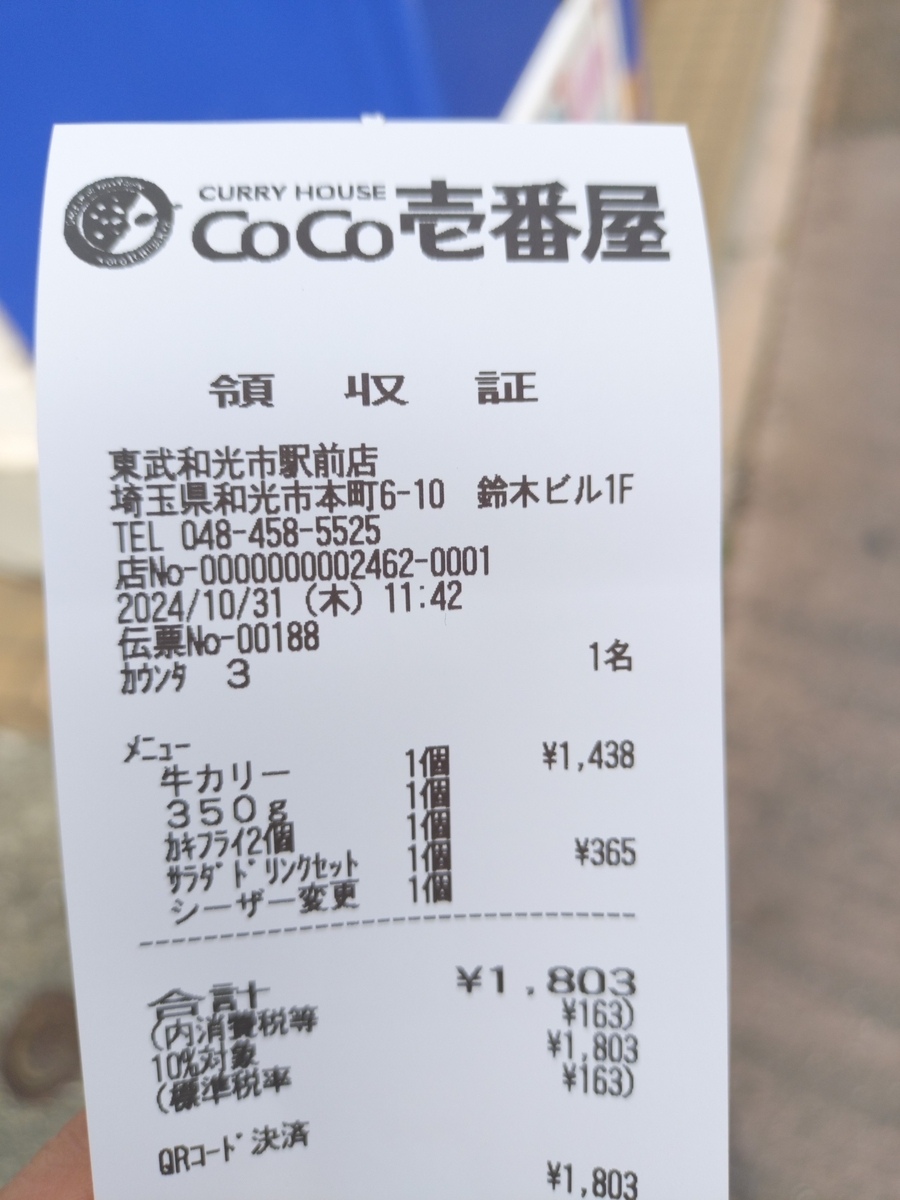 CURRY HOUSE
CoCo壱番屋
領 収 証
東武和光市駅前店
埼玉県和光市本町6-10 鈴木ビル1F
TEL 048-458-5525
店No-0000000002462-0001
2024/10/31 (木) 11:42
伝票No-00188
カウンタ 3 1名
メニュー
牛カリー 1個 ¥1,438
350g 1個
カキフライ2個 1個
サラダドリンクセット 1個 ¥365
シーザー変更 1個
合計 ¥1,803
(内消費税等 ¥163)
10%対象 ¥1,803
(標準税率 ¥163)
QRコード決済
¥1,803